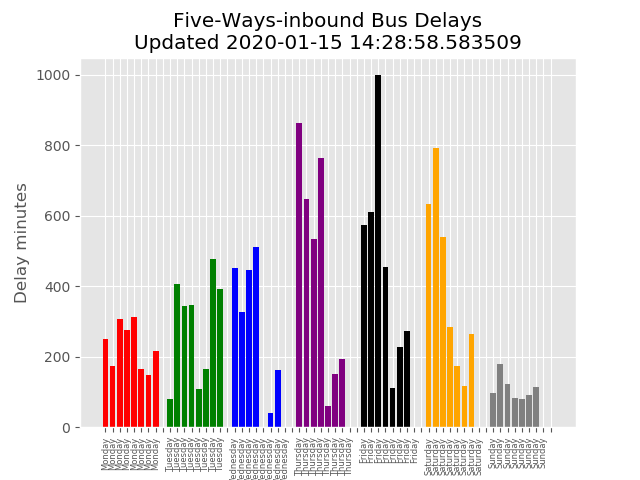 Five-Ways-inbound Bus Delays
Updated 2020-01-15 14:28:58.583509
Delay minutes
1000
800
600
400
200
0
Monday
Monday
Monday
Monday
Monday
Monday
Monday
Monday
Tuesday
Tuesday
Tuesday
Tuesday
Tuesday
Tuesday
Tuesday
Tuesday
Wednesday
Wednesday
Wednesday
Wednesday
Wednesday
Wednesday
Wednesday
Wednesday
Thursday
Thursday
Thursday
Thursday
Thursday
Thursday
Thursday
Thursday
Friday
Friday
Friday
Friday
Friday
Friday
Friday
Friday
Saturday
Saturday
Saturday
Saturday
Saturday
Saturday
Saturday
Saturday
Sunday
Sunday
Sunday
Sunday
Sunday
Sunday
Sunday
Sunday